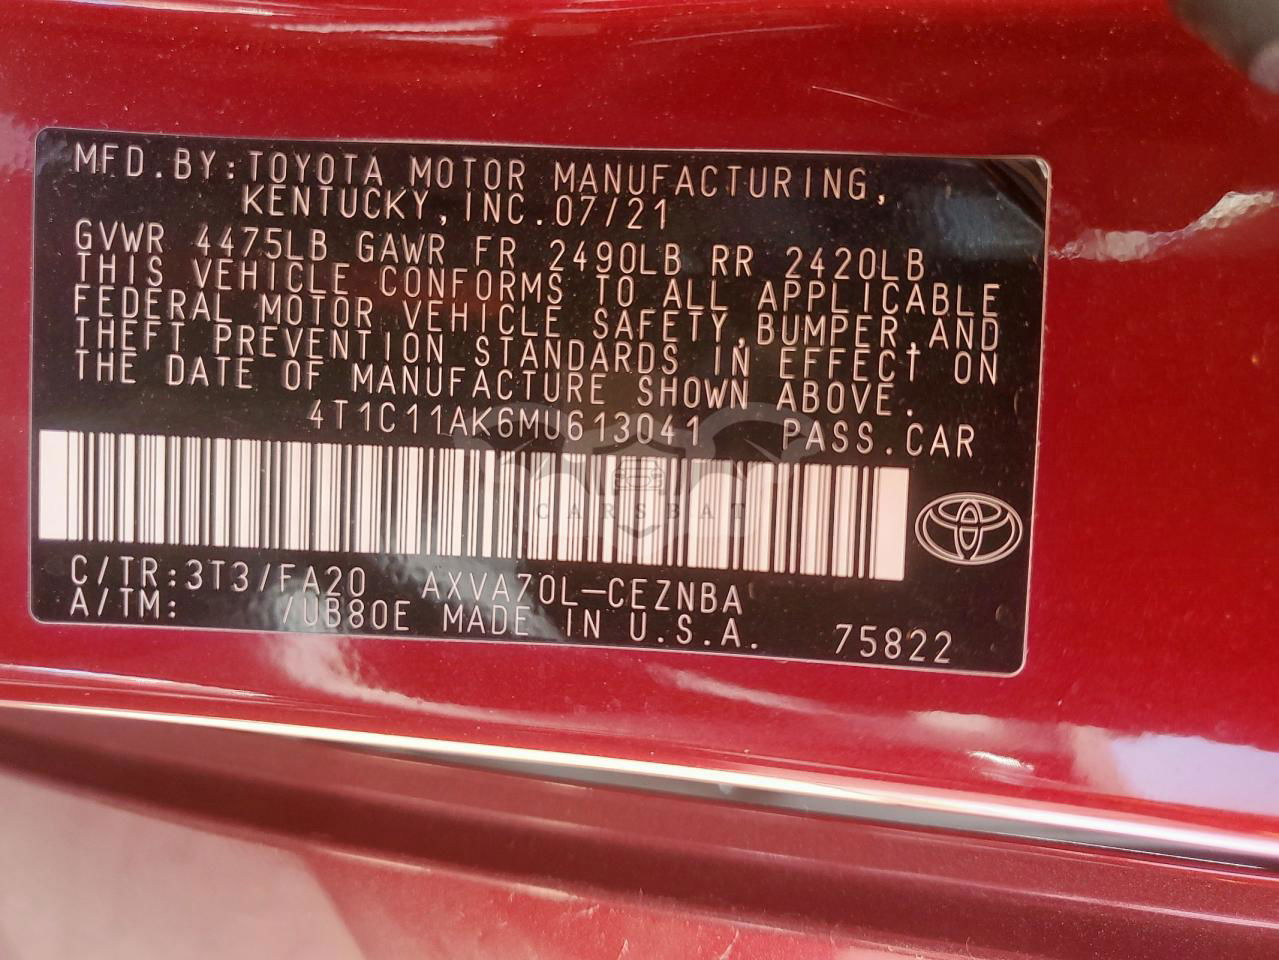 MFD.BY:TOYOTA MOTOR MANUFACTURING,
KENTUCKY,INC.07/21
GVWR 4475LB GAWR FR 2490LB RR 2420LB
THIS VEHICLE CONFORMS TO ALL APPLICABLE
FEDERAL MOTOR VEHICLE SAFETY,BUMPER,AND
THEFT PREVENTION STANDARDS IN EFFECT ON
THE DATE OF MANUFACTURE SHOWN ABOVE.
4T1C11AK6MU613041 PASS.CAR
CARSBAT
C/TR:3T3/FA20 AXVA70L-CEZNBA
A/TM: /UB80E MADE IN U.S.A. 75822